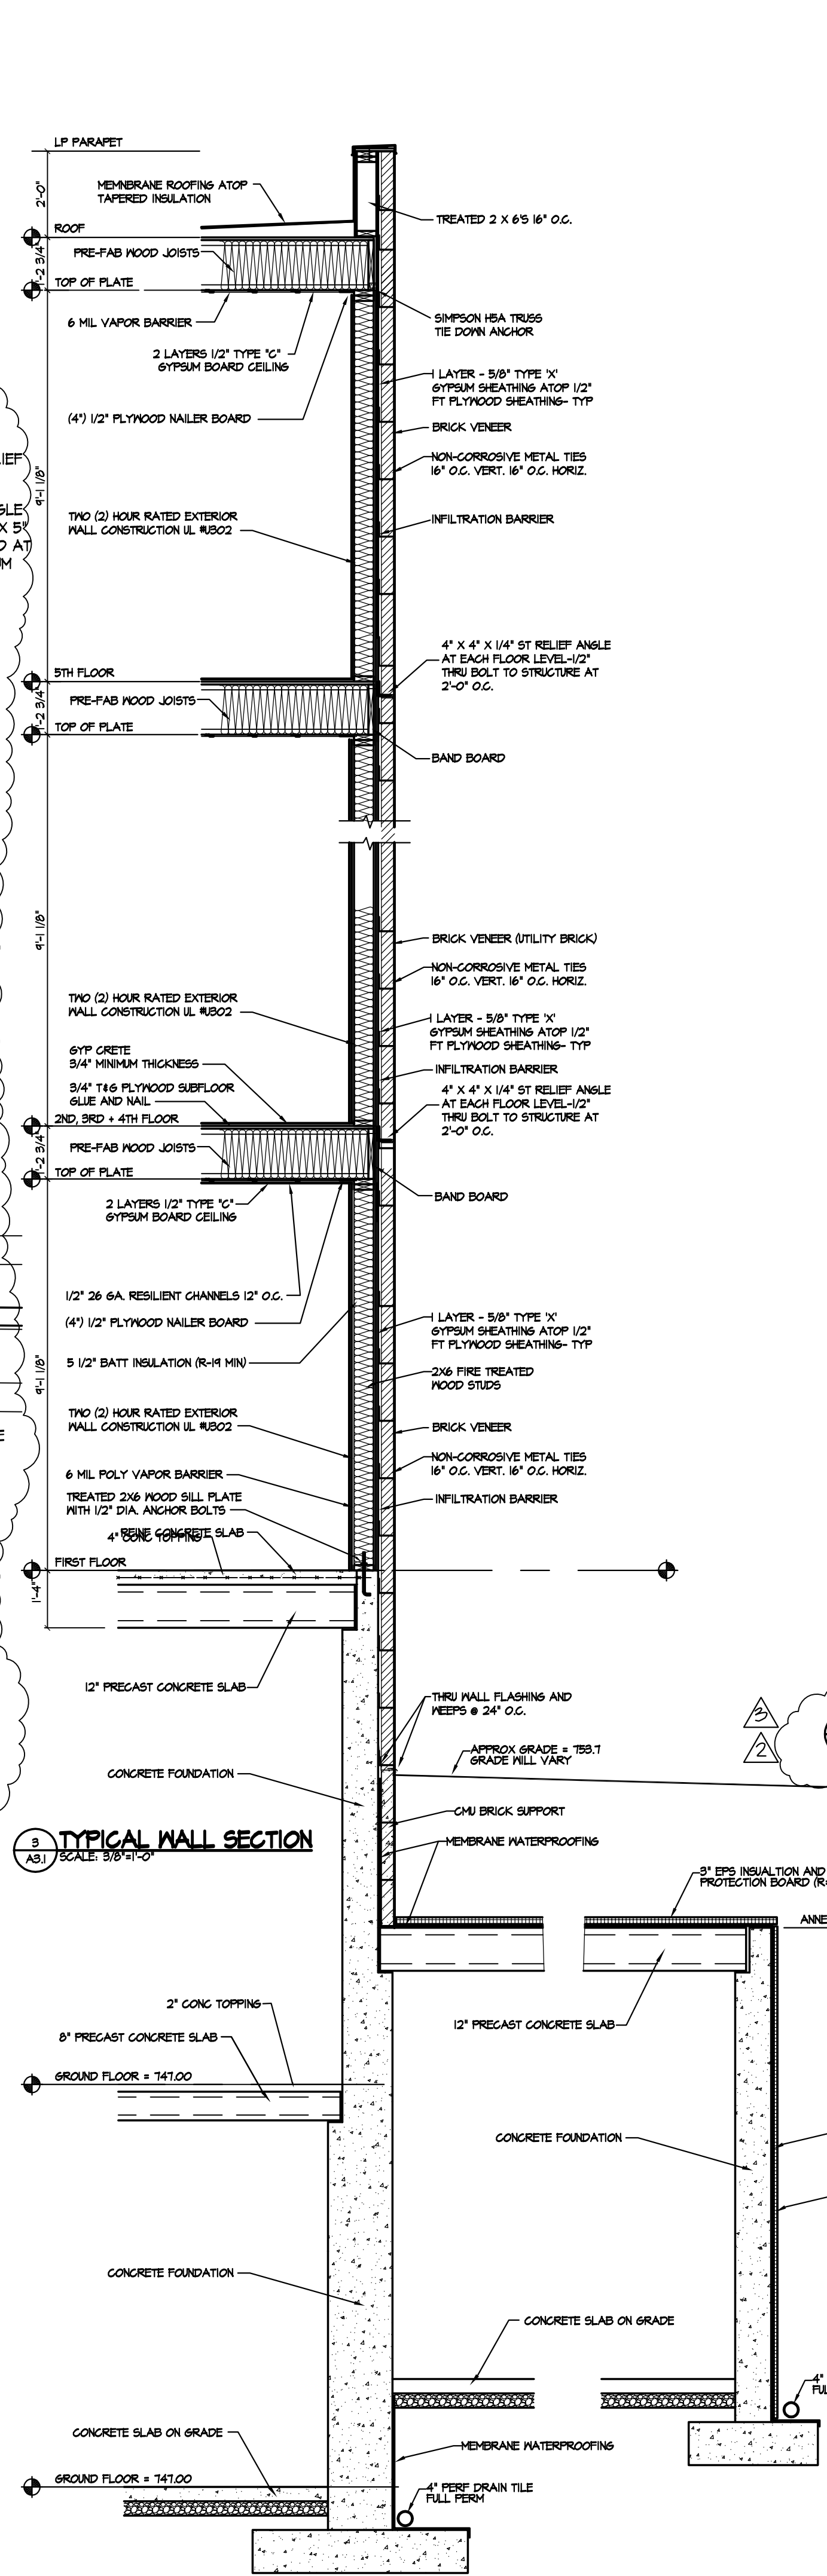 LP PARAPET
2'-0"
MEMNBRANE ROOFING ATOP
TAPERED INSULATION
TREATED 2 X 6'S 16" O.C.
ROOF
1'-2 3/4"
PRE-FAB WOOD JOISTS
TOP OF PLATE
6 MIL VAPOR BARRIER
SIMPSON H5A TRUSS
TIE DOWN ANCHOR
2 LAYERS 1/2" TYPE "C"
GYPSUM BOARD CEILING
1 LAYER - 5/8" TYPE 'X'
GYPSUM SHEATHING ATOP 1/2"
FT PLYWOOD SHEATHING- TYP
(4") 1/2" PLYWOOD NAILER BOARD
BRICK VENEER
NON-CORROSIVE METAL TIES
16" O.C. VERT. 16" O.C. HORIZ.
9'-1 1/8"
X 5"
TWO (2) HOUR RATED EXTERIOR
WALL CONSTRUCTION UL #U302
INFILTRATION BARRIER
AT
4" X 4" X 1/4" ST RELIEF ANGLE
AT EACH FLOOR LEVEL-1/2"
THRU BOLT TO STRUCTURE AT
2'-0" O.C.
5TH FLOOR
1'-2 3/4"
PRE-FAB WOOD JOISTS
TOP OF PLATE
BAND BOARD
9'-1 1/8"
BRICK VENEER (UTILITY BRICK)
NON-CORROSIVE METAL TIES
16" O.C. VERT. 16" O.C. HORIZ.
TWO (2) HOUR RATED EXTERIOR
WALL CONSTRUCTION UL #U302
1 LAYER - 5/8" TYPE 'X'
GYPSUM SHEATHING ATOP 1/2"
FT PLYWOOD SHEATHING- TYP
GYP CRETE
3/4" MINIMUM THICKNESS
INFILTRATION BARRIER
3/4" T&G PLYWOOD SUBFLOOR
GLUE AND NAIL
4" X 4" X 1/4" ST RELIEF ANGLE
AT EACH FLOOR LEVEL-1/2"
THRU BOLT TO STRUCTURE AT
2'-0" O.C.
2ND, 3RD + 4TH FLOOR
1'-2 3/4"
PRE-FAB WOOD JOISTS
TOP OF PLATE
BAND BOARD
2 LAYERS 1/2" TYPE "C"
GYPSUM BOARD CEILING
1/2" 26 GA. RESILIENT CHANNELS 12" O.C.
(4") 1/2" PLYWOOD NAILER BOARD
1 LAYER - 5/8" TYPE 'X'
GYPSUM SHEATHING ATOP 1/2"
FT PLYWOOD SHEATHING- TYP
5 1/2" BATT INSULATION (R-19 MIN)
2X6 FIRE TREATED
WOOD STUDS
9'-1 1/8"
TWO (2) HOUR RATED EXTERIOR
WALL CONSTRUCTION UL #U302
BRICK VENEER
NON-CORROSIVE METAL TIES
16" O.C. VERT. 16" O.C. HORIZ.
6 MIL POLY VAPOR BARRIER
TREATED 2X6 WOOD SILL PLATE
WITH 1/2" DIA. ANCHOR BOLTS
INFILTRATION BARRIER
CONCRETE SLAB
4" CONC TOPPING
FIRST FLOOR
1'-4"
12" PRECAST CONCRETE SLAB
THRU WALL FLASHING AND
WEEPS @ 24" O.C.
3
2
APPROX GRADE = 753.7
GRADE WILL VARY
CONCRETE FOUNDATION
CMU BRICK SUPPORT
MEMBRANE WATERPROOFING
3
A3.1
TYPICAL WALL SECTION
SCALE: 3/8"=1'-0"
3" EPS INSUALTION AND
PROTECTION BOARD
2" CONC TOPPING
12" PRECAST CONCRETE SLAB
8" PRECAST CONCRETE SLAB
GROUND FLOOR = 747.00
CONCRETE FOUNDATION
CONCRETE FOUNDATION
CONCRETE SLAB ON GRADE
4"
CONCRETE SLAB ON GRADE
MEMBRANE WATERPROOFING
GROUND FLOOR = 747.00
4" PERF DRAIN TILE
FULL PERM